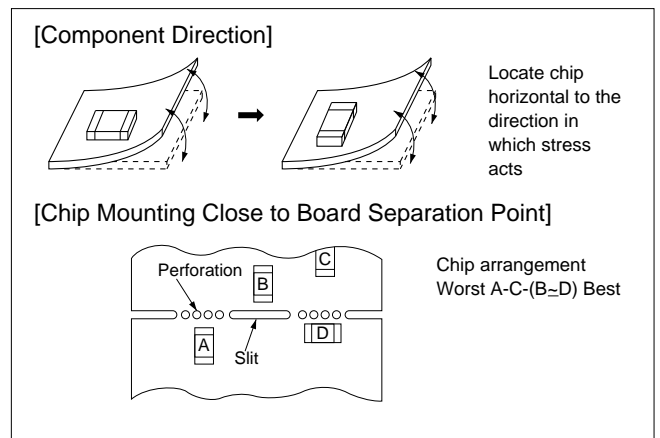 [Component Direction]
Locate chip
horizontal to the
direction in
which stress
acts
[Chip Mounting Close to Board Separation Point]
Perforation
C
B
A
D
Slit
Chip arrangement
Worst A-C-(B≃D) Best